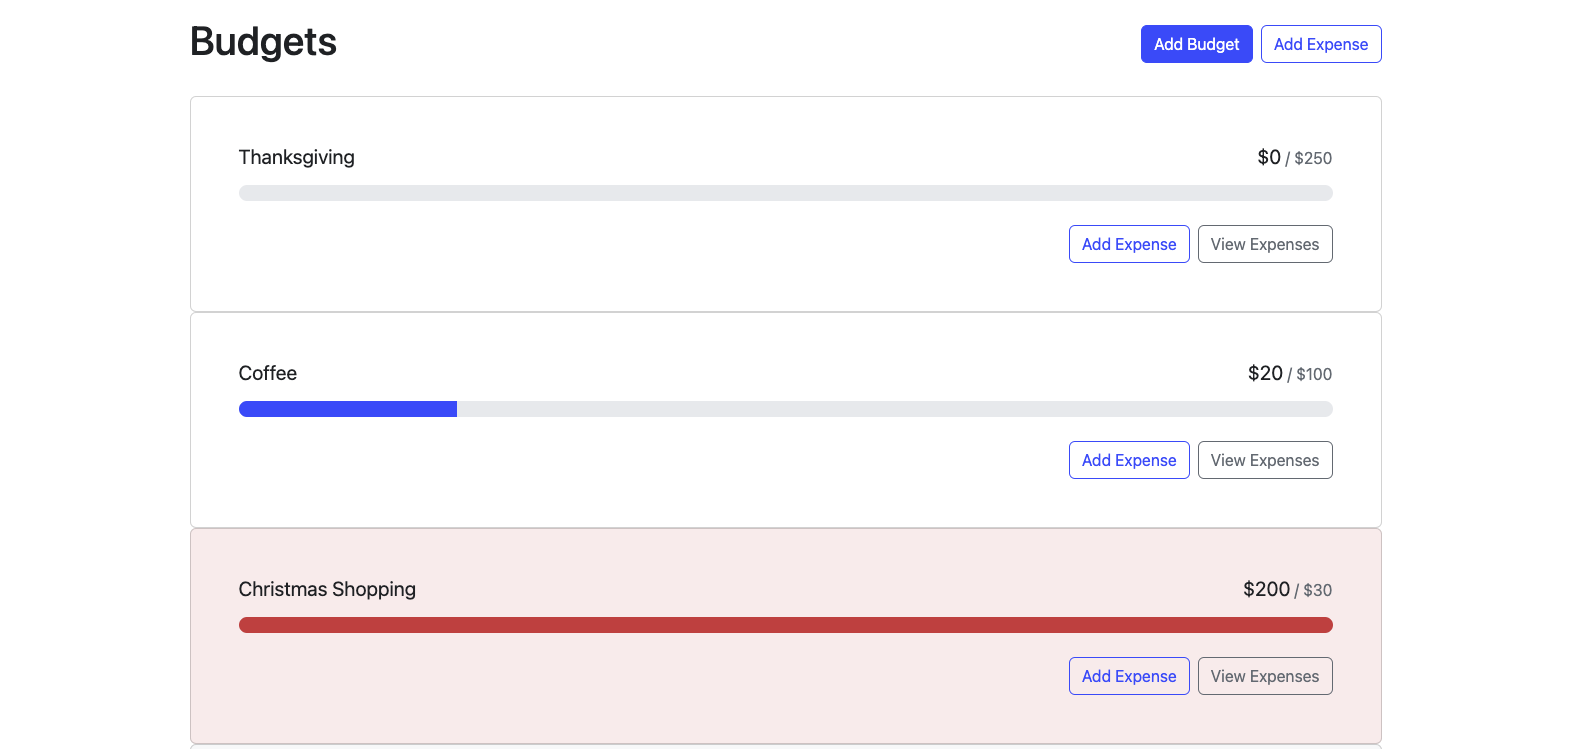 Budgets
Add Budget Add Expense
Thanksgiving $0 / $250
Add Expense View Expenses
Coffee $20 / $100
Add Expense View Expenses
Christmas Shopping $200 / $30
Add Expense View Expenses